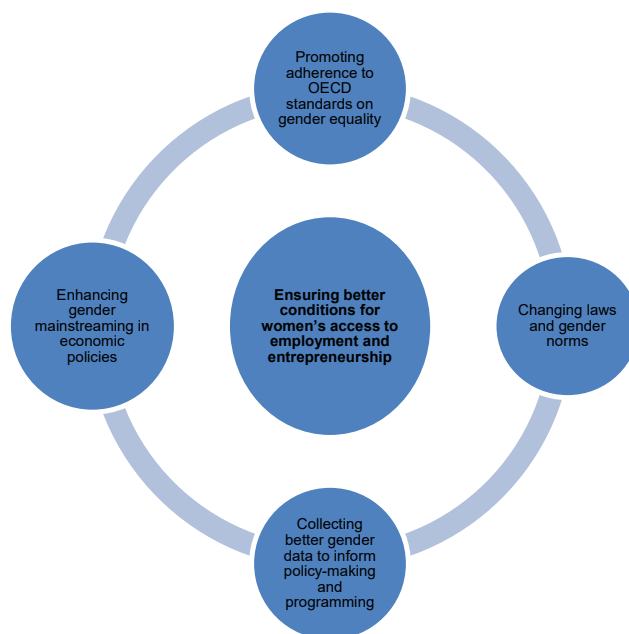 Promoting
adherence to
OECD
standards on
gender equality
Enhancing
gender
mainstreaming in
economic
policies
Ensuring better
conditions for
women's access to
employment and
entrepreneurship
Changing laws
and gender
norms
Collecting
better gender
data to inform
policy-making
and
programming